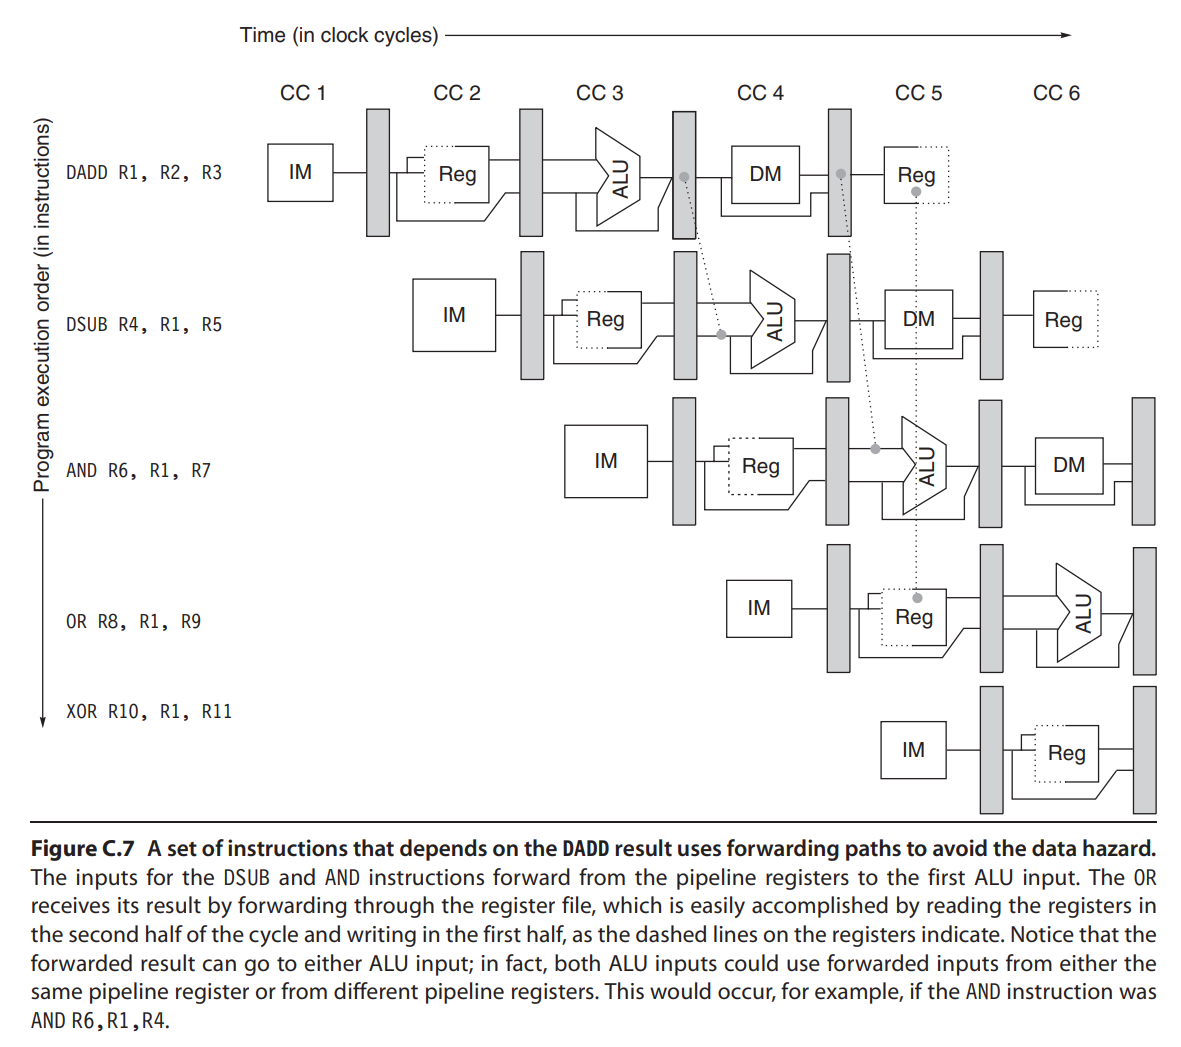 Time (in clock cycles)
CC 1 CC 2 CC 3 CC 4 CC 5 CC 6
Program execution order (in instructions)
DADD R1, R2, R3 IM Reg ALU DM Reg
DSUB R4, R1, R5 IM Reg ALU DM Reg
AND R6, R1, R7 IM Reg ALU DM
OR R8, R1, R9 IM Reg ALU
XOR R10, R1, R11 IM Reg
Figure C.7 A set of instructions that depends on the DADD result uses forwarding paths to avoid the data hazard.
The inputs for the DSUB and AND instructions forward from the pipeline registers to the first ALU input. The OR
receives its result by forwarding through the register file, which is easily accomplished by reading the registers in
the second half of the cycle and writing in the first half, as the dashed lines on the registers indicate. Notice that the
forwarded result can go to either ALU input; in fact, both ALU inputs could use forwarded inputs from either the
same pipeline register or from different pipeline registers. This would occur, for example, if the AND instruction was
AND R6,R1,R4.